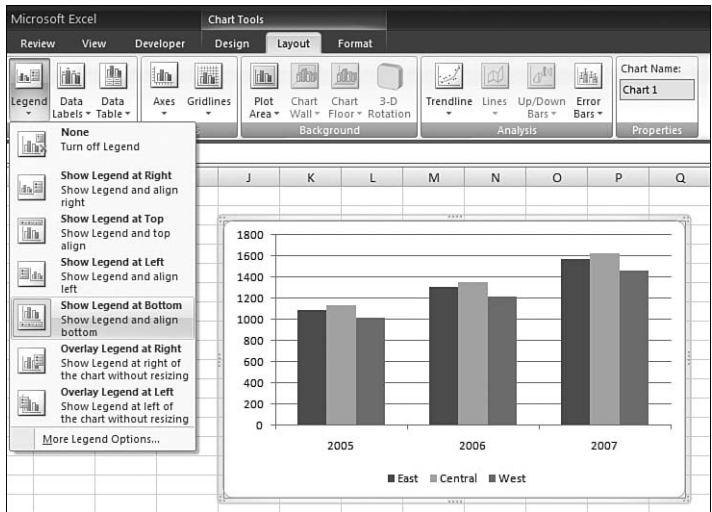 Microsoft Excel
Chart Tools
Review View Developer Design Layout Format
Legend
Data Labels
Data Table
Axes
Gridlines
Plot Area
Chart Wall
Chart Floor
3-D Rotation
Trendline
Lines
Up/Down Bars
Error Bars
Chart Name:
Chart 1
Background
Analysis
Properties
None
Turn off Legend
Show Legend at Right
Show Legend and align
right
Show Legend at Top
Show Legend and top
align
Show Legend at Left
Show Legend and align
left
Show Legend at Bottom
Show Legend and align
bottom
Overlay Legend at Right
Show Legend at right of
the chart without resizing
Overlay Legend at Left
Show Legend at left of
the chart without resizing
More Legend Options...
J K L M N O P Q
1800
1600
1400
1200
1000
800
600
400
200
0
2005 2006 2007
East Central West